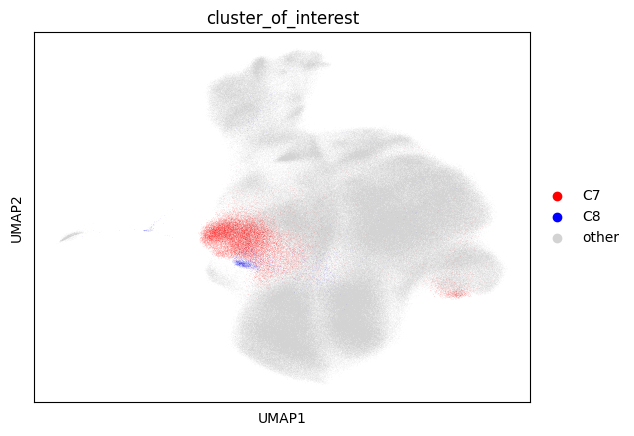 cluster_of_interest
UMAP2
C7
C8
other
UMAP1